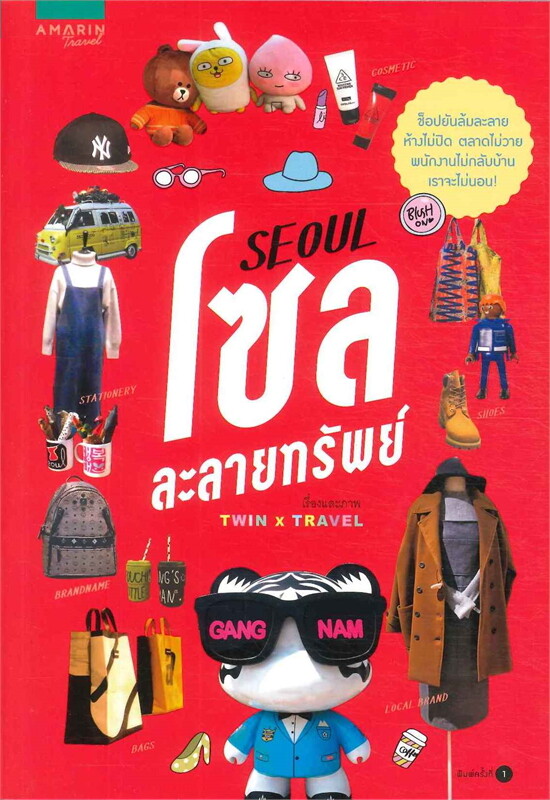 AMARIN
Travel
COSMETIC
ช็อปยันล้มละลาย
ห้างไม่ปิด ตลาดไม่วาย
พนักงานไม่กลับบ้าน
เราจะไม่นอน!
BLUSH
ON
NY
SEOUL
โซล
ละลายทรัพย์
เรื่องและภาพ
TWIN x TRAVEL
STATIONERY
SHOES
BRANDNAME
GANG NAM
LOCAL BRAND
BAGS
Coffee
พิมพ์ครั้งที่ 1